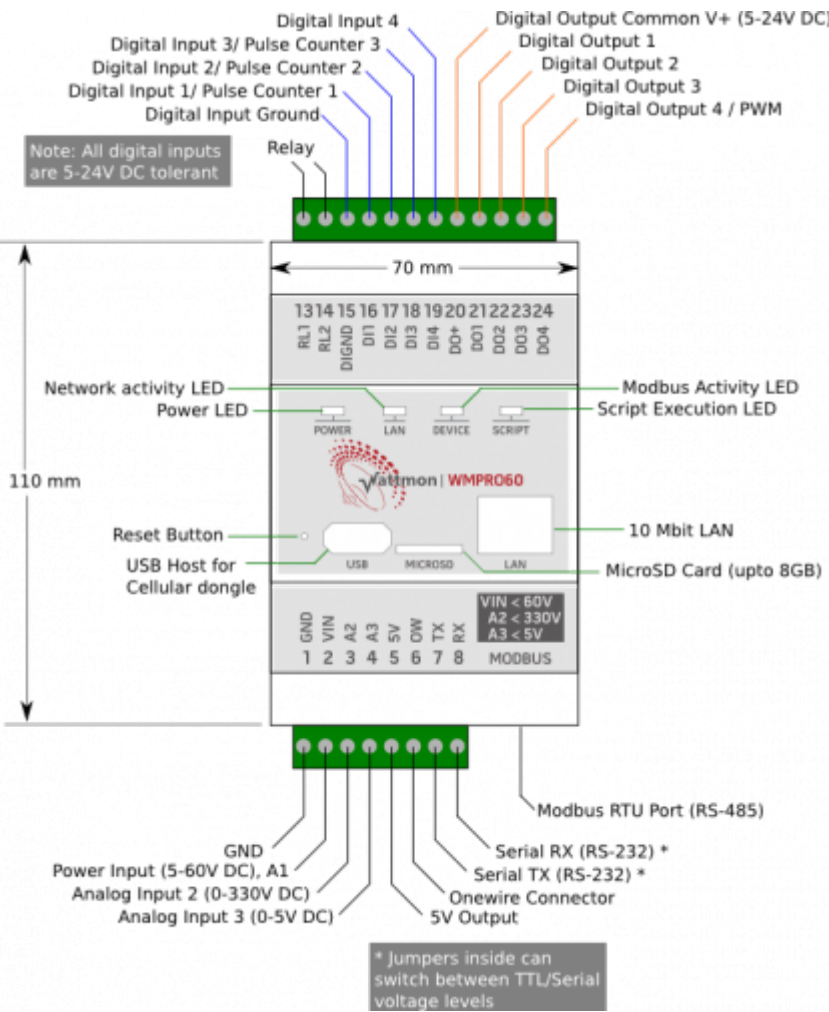 Digital Input 4
Digital Output Common V+ (5-24V DC)
Digital Input 3/ Pulse Counter 3
Digital Output 1
Digital Input 2/ Pulse Counter 2
Digital Output 2
Digital Input 1/ Pulse Counter 1
Digital Output 3
Digital Input Ground
Digital Output 4 / PWM
Note: All digital inputs
are 5-24V DC tolerant
Relay
70 mm
13 14 15 16 17 18 19 20 21 22 23 24
RL1 RL2 DIGND DI1 DI2 DI3 DI4 DO+ DO1 DO2 DO3 DO4
Network activity LED
Modbus Activity LED
Power LED
Script Execution LED
POWER LAN DEVICE SCRIPT
110 mm
Wattmon | WMPRO60
Reset Button
10 Mbit LAN
USB Host for
Cellular dongle
USB MICROSD LAN
MicroSD Card (upto 8GB)
VIN < 60V
A2 < 330V
A3 < 5V
GND VIN A2 A3 5V OW TX RX
1 2 3 4 5 6 7 8 MODBUS
Modbus RTU Port (RS-485)
GND
Serial RX (RS-232) *
Power Input (5-60V DC), A1
Serial TX (RS-232) *
Analog Input 2 (0-330V DC)
Onewire Connector
Analog Input 3 (0-5V DC)
5V Output
* Jumpers inside can
switch between TTL/Serial
voltage levels